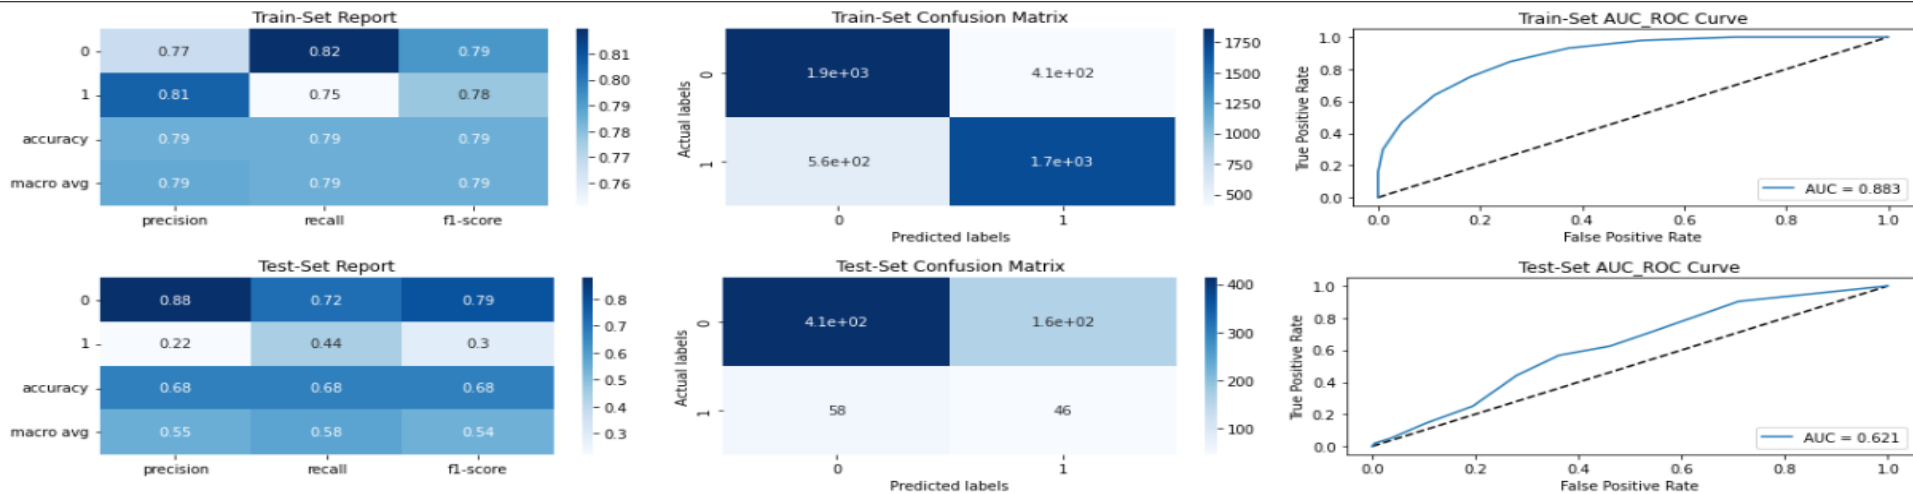 Train-Set Report
0
0.77 0.82 0.79
1
0.81 0.75 0.78
accuracy
0.79 0.79 0.79
macro avg
0.79 0.79 0.79
precision recall f1-score
0.81
0.80
0.79
0.78
0.77
0.76
Train-Set Confusion Matrix
Actual labels
0
1.9e+03 4.1e+02
1
5.6e+02 1.7e+03
0 1
Predicted labels
1750
1500
1250
1000
750
500
Train-Set AUC_ROC Curve
True Positive Rate
1.0
0.8
0.6
0.4
0.2
0.0
AUC = 0.883
0.0 0.2 0.4 0.6 0.8 1.0
False Positive Rate
Test-Set Report
0
0.88 0.72 0.79
1
0.22 0.44 0.3
accuracy
0.68 0.68 0.68
macro avg
0.55 0.58 0.54
precision recall f1-score
0.8
0.7
0.6
0.5
0.4
0.3
Test-Set Confusion Matrix
Actual labels
0
4.1e+02 1.6e+02
1
58 46
0 1
Predicted labels
400
300
200
100
Test-Set AUC_ROC Curve
True Positive Rate
1.0
0.8
0.6
0.4
0.2
0.0
AUC = 0.621
0.0 0.2 0.4 0.6 0.8 1.0
False Positive Rate